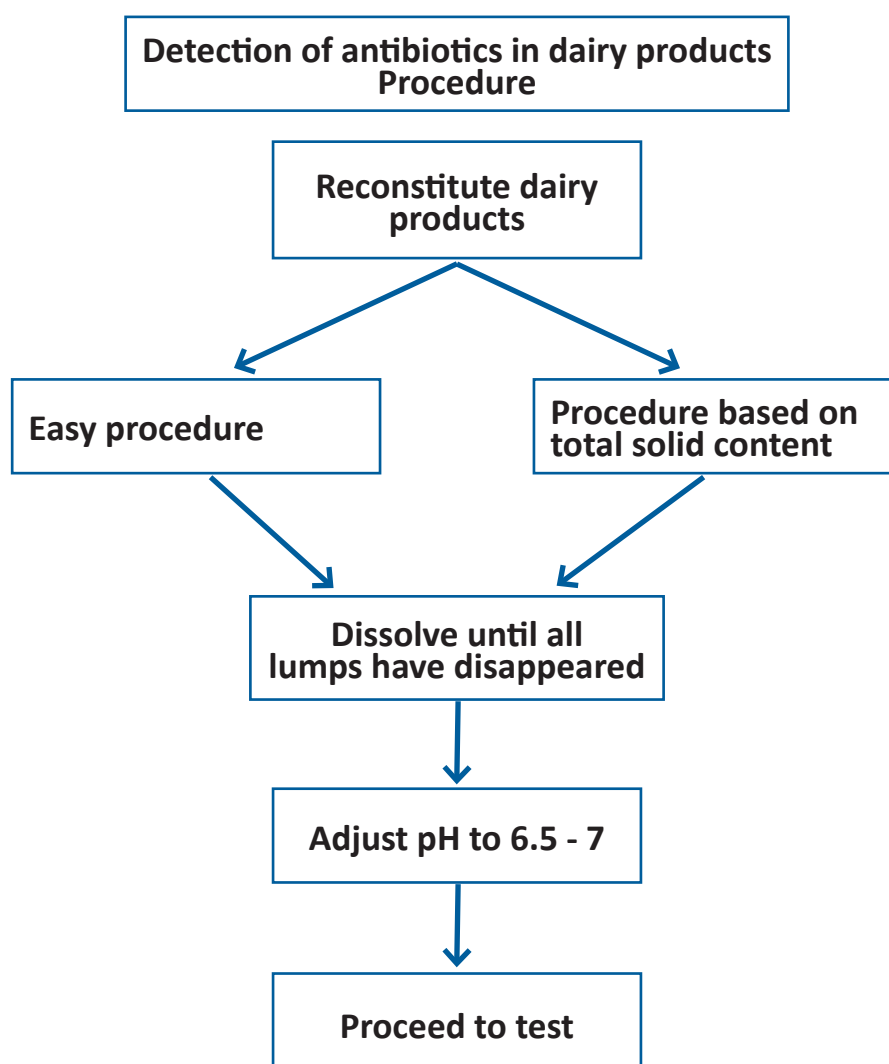 Detection of antibiotics in dairy products
Procedure
Reconstitute dairy
products
Easy procedure
Procedure based on
total solid content
Dissolve until all
lumps have disappeared
Adjust pH to 6.5 - 7
Proceed to test